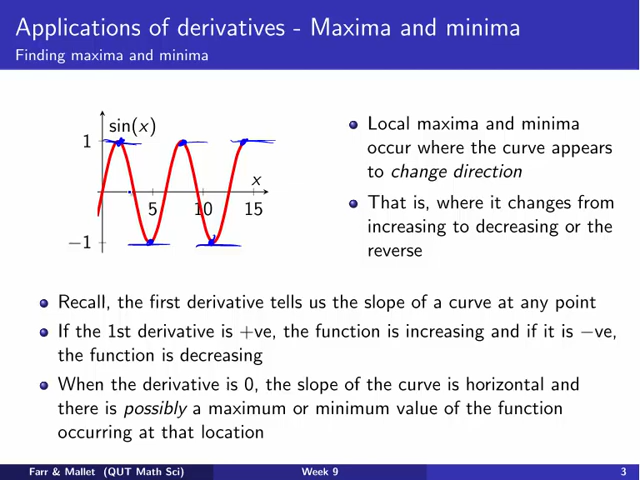 Applications of derivatives - Maxima and minima
Finding maxima and minima
sin(x)
1
x
5
10
15
−1
Local maxima and minima
occur where the curve appears
to change direction
That is, where it changes from
increasing to decreasing or the
reverse
Recall, the first derivative tells us the slope of a curve at any point
If the 1st derivative is +ve, the function is increasing and if it is −ve,
the function is decreasing
When the derivative is 0, the slope of the curve is horizontal and
there is possibly a maximum or minimum value of the function
occurring at that location
Farr & Mallet (QUT Math Sci)
Week 9
3